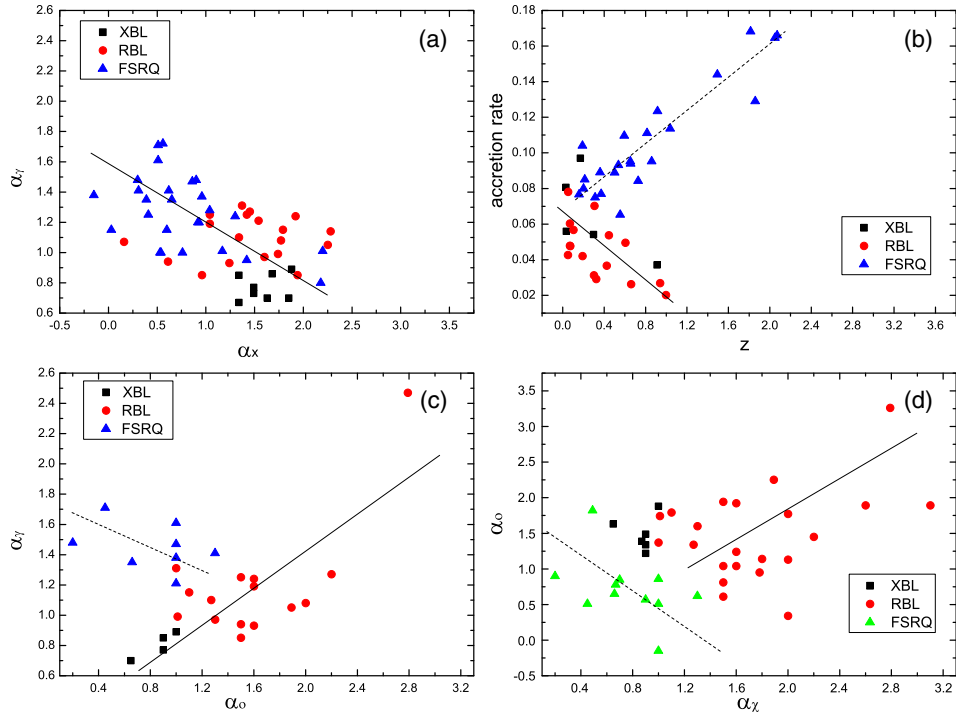 (a)
XBL
RBL
FSRQ
2.6
2.4
2.2
2.0
1.8
1.6
1.4
1.2
1.0
0.8
0.6
αγ
-0.5 0.0 0.5 1.0 1.5 2.0 2.5 3.0 3.5
αx
(b)
0.18
0.16
0.14
0.12
0.10
0.08
0.06
0.04
0.02
accretion rate
XBL
RBL
FSRQ
0.0 0.4 0.8 1.2 1.6 2.0 2.4 2.8 3.2 3.6
z
(c)
XBL
RBL
FSRQ
2.6
2.4
2.2
2.0
1.8
1.6
1.4
1.2
1.0
0.8
0.6
αγ
0.4 0.8 1.2 1.6 2.0 2.4 2.8 3.2
αo
(d)
3.5
3.0
2.5
2.0
1.5
1.0
0.5
0.0
-0.5
αo
XBL
RBL
FSRQ
0.4 0.8 1.2 1.6 2.0 2.4 2.8 3.2
αχ